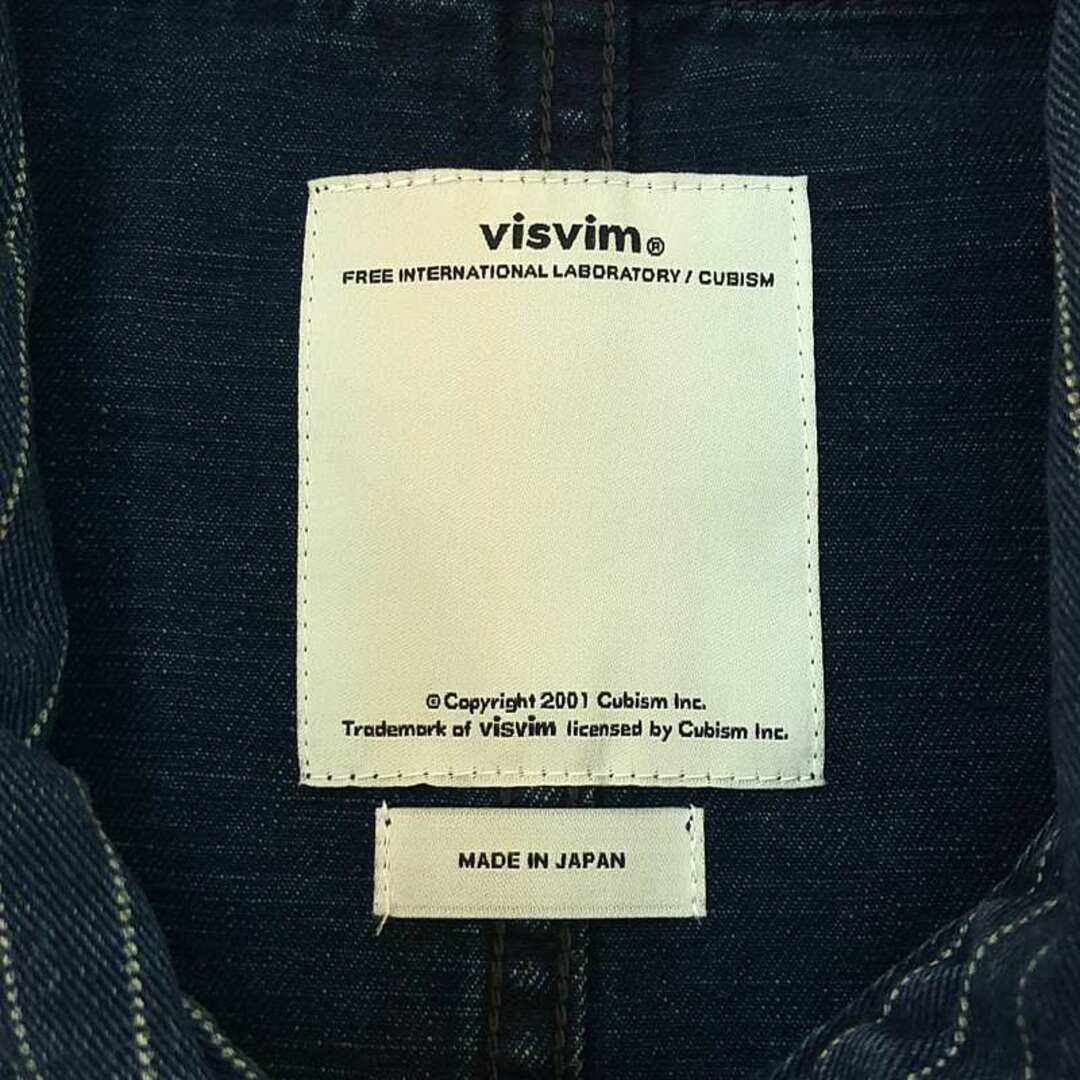 visvim®
FREE INTERNATIONAL LABORATORY / CUBISM
© Copyright 2001 Cubism Inc.
Trademark of visvim licensed by Cubism Inc.
MADE IN JAPAN